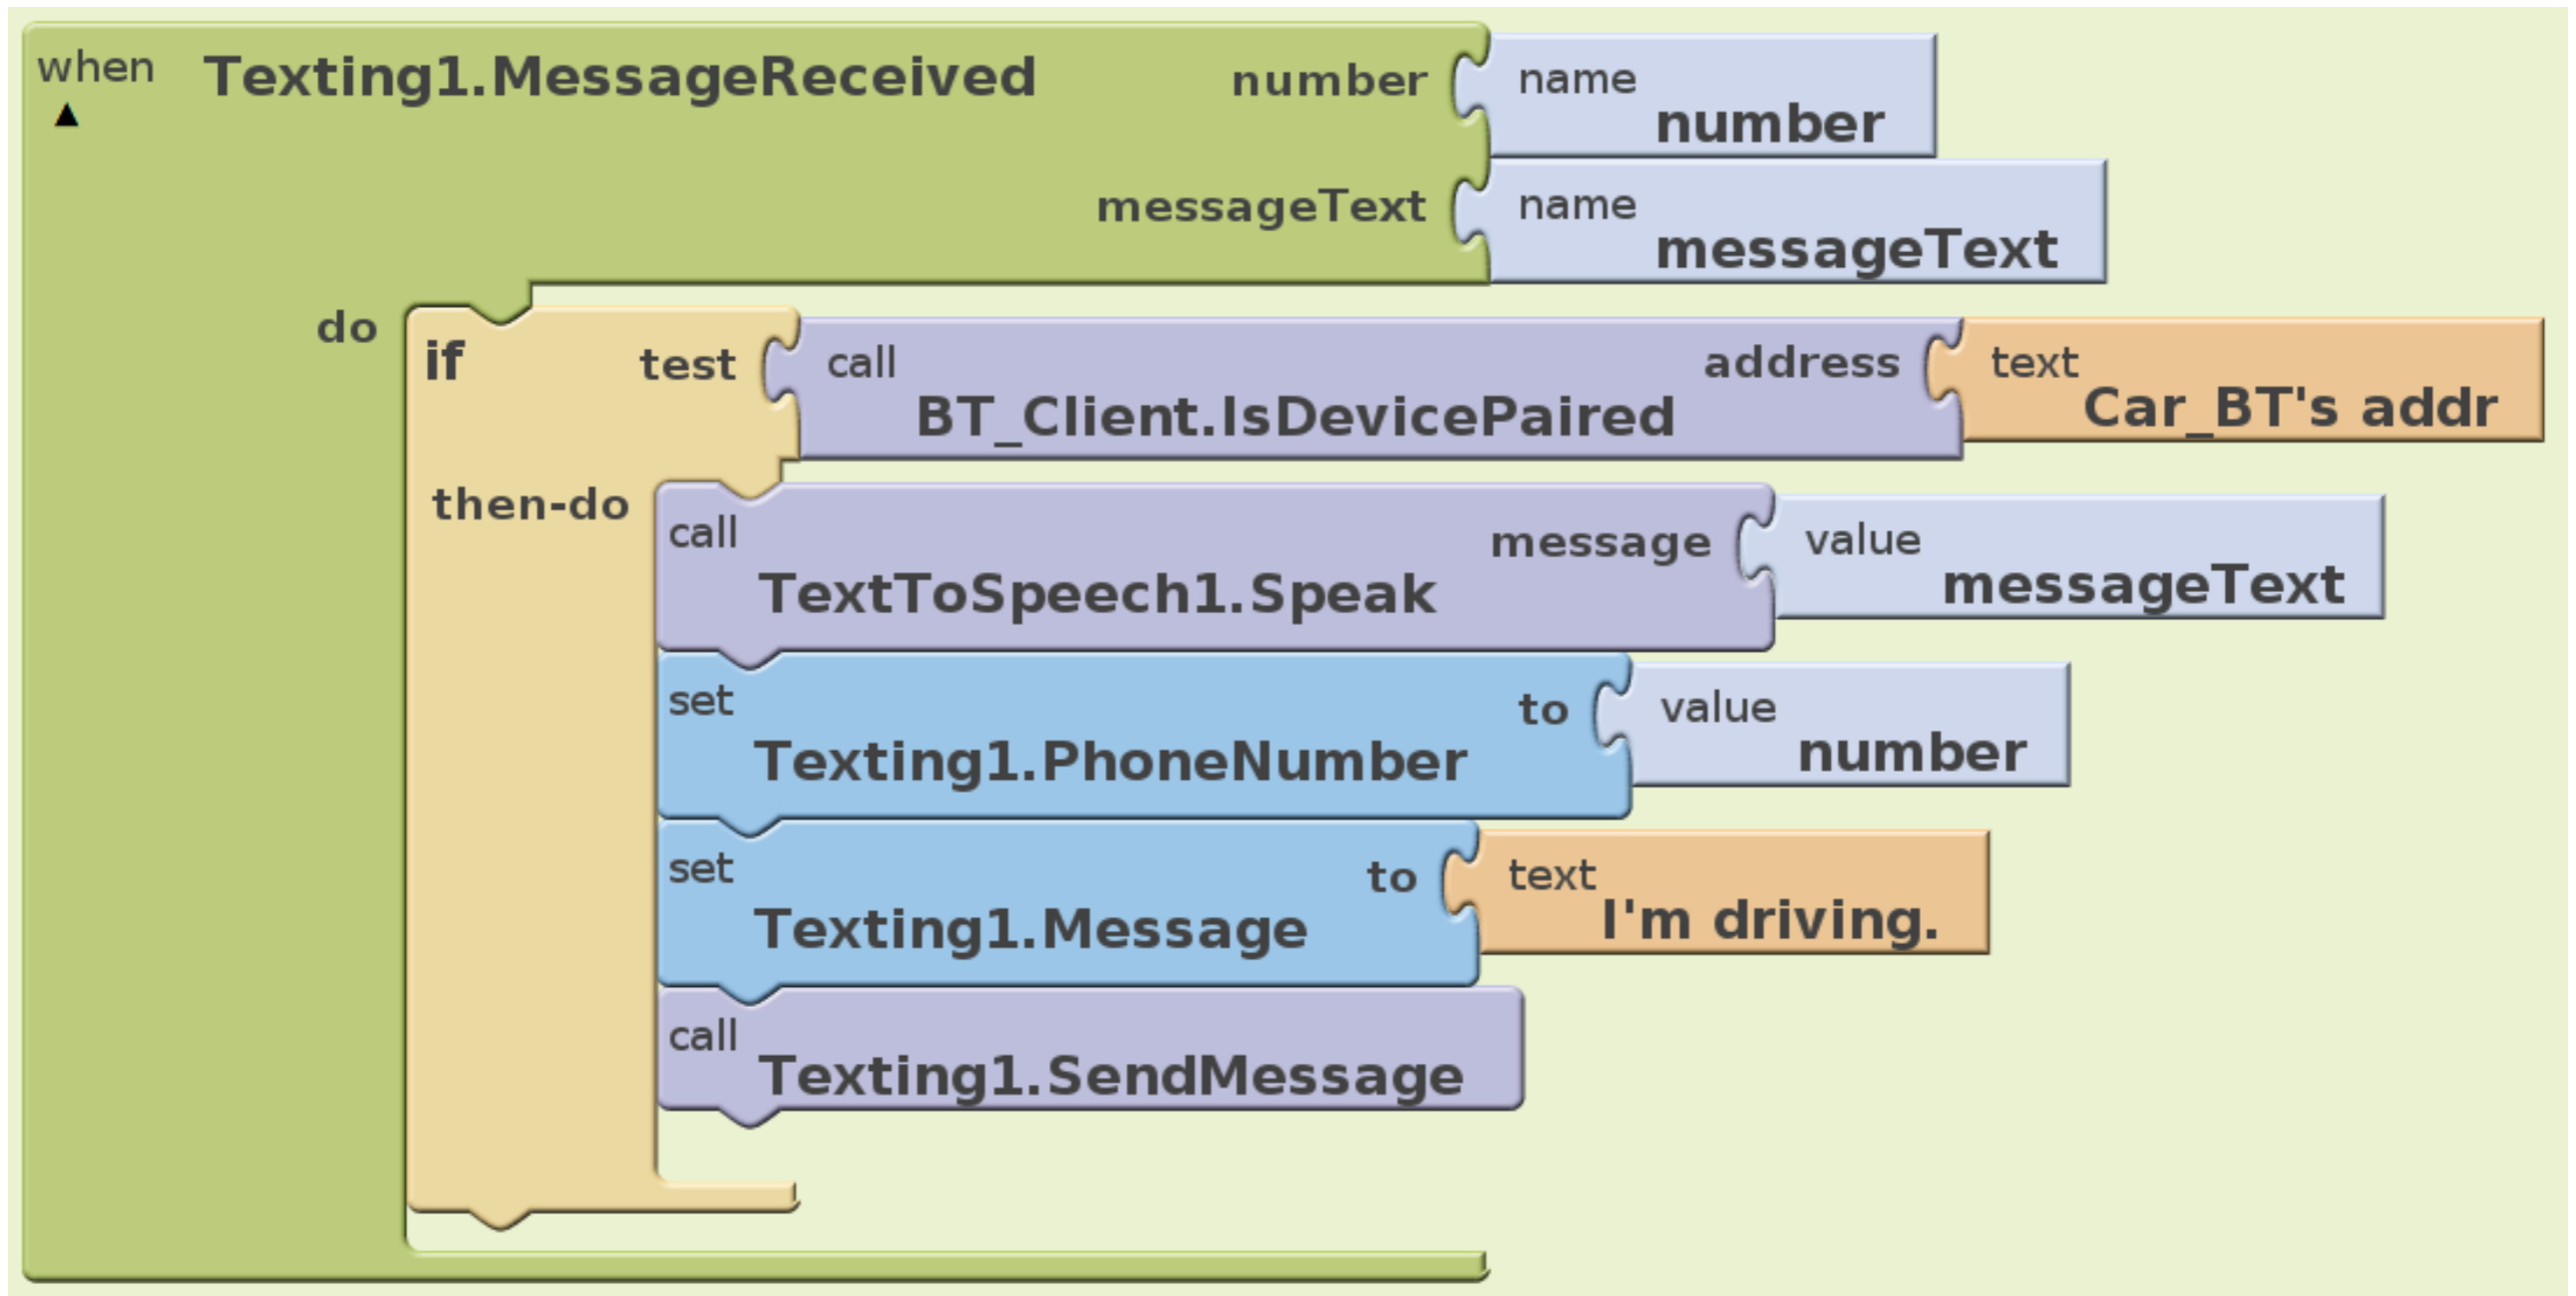 when Texting1.MessageReceived number name number
messageText name messageText
do if test call BT_Client.IsDevicePaired address text Car_BT's addr
then-do call TextToSpeech1.Speak message value messageText
set Texting1.PhoneNumber to value number
set Texting1.Message to text I'm driving.
call Texting1.SendMessage